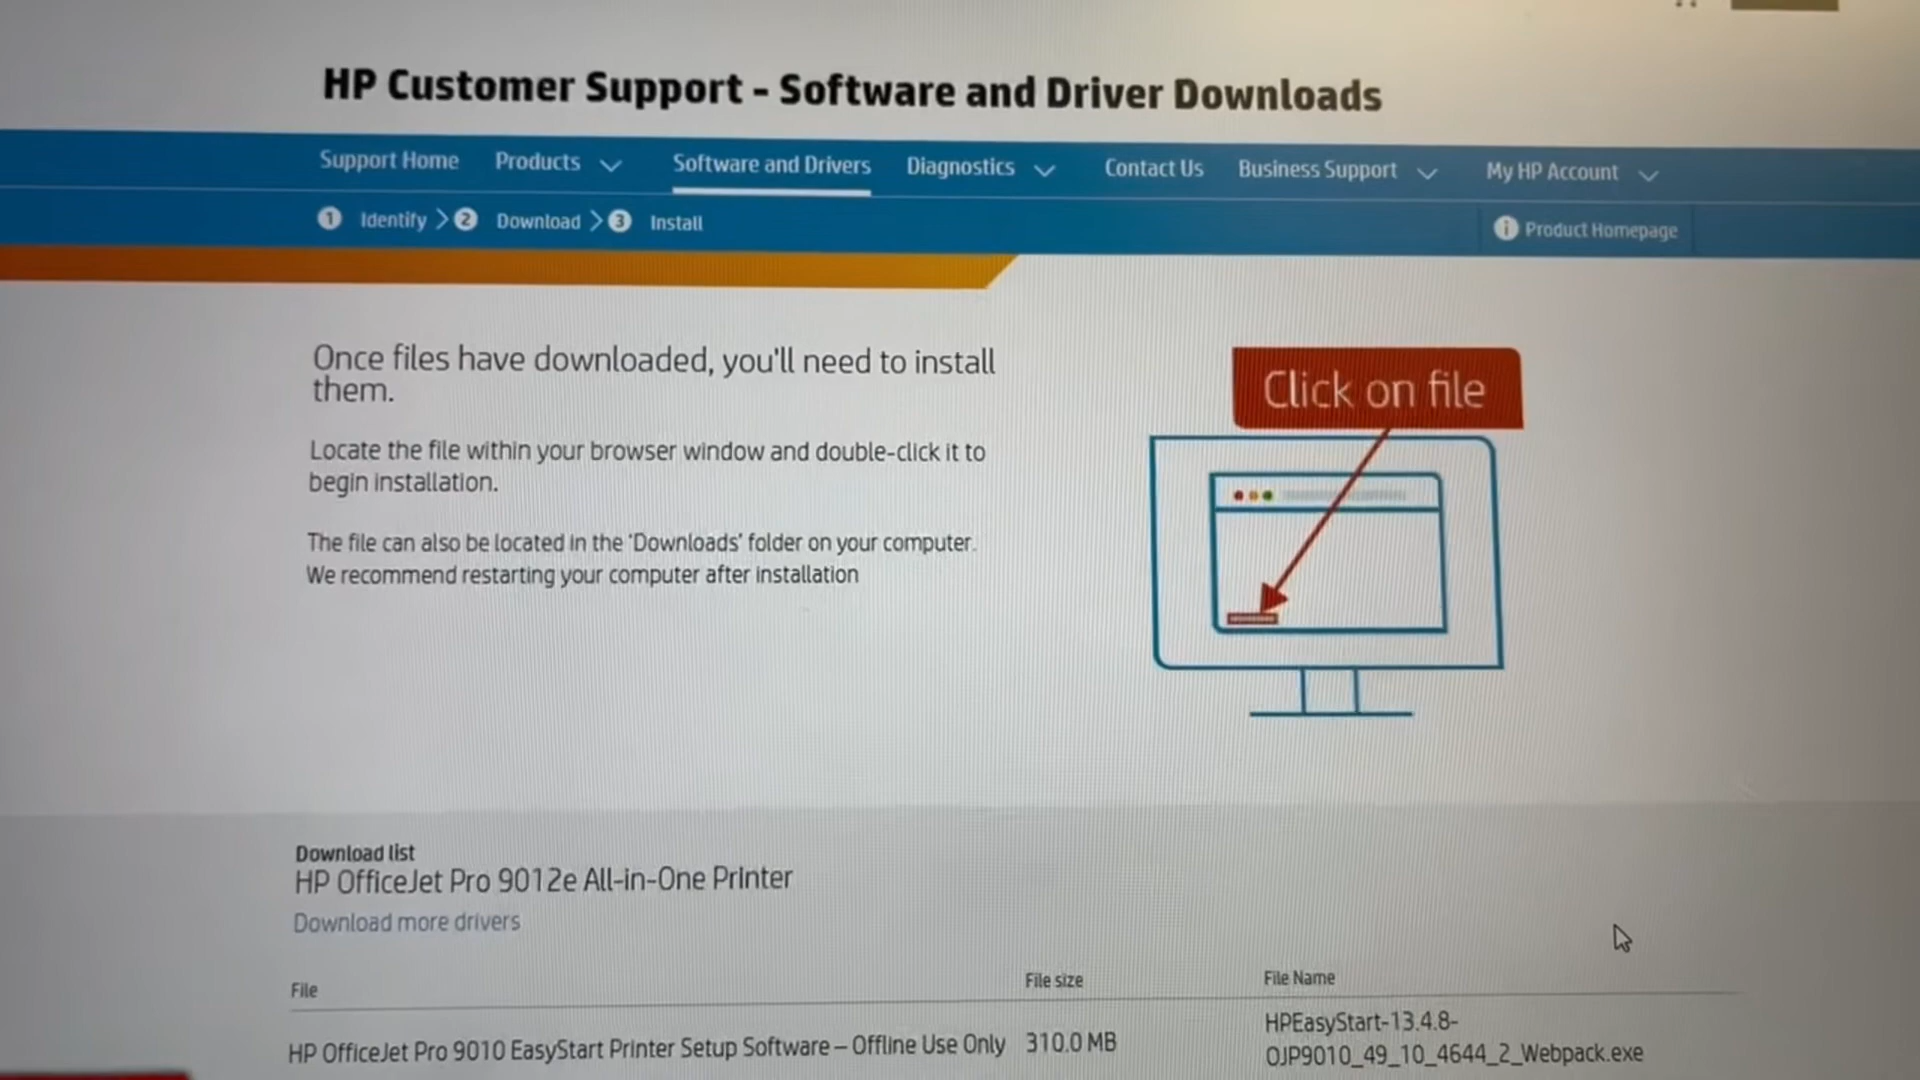 HP Customer Support - Software and Driver Downloads
Support Home Products Software and Drivers Diagnostics Contact Us Business Support My HP Account
1 Identify 2 Download 3 Install Product Homepage
Once files have downloaded, you'll need to install
them.
Locate the file within your browser window and double-click it to
begin installation.
The file can also be located in the 'Downloads' folder on your computer.
We recommend restarting your computer after installation
Click on file
Download list
HP OfficeJet Pro 9012e All-in-One Printer
Download more drivers
File File size File Name
HP OfficeJet Pro 9010 EasyStart Printer Setup Software – Offline Use Only 310.0 MB HPEasyStart-13.4.8-
OJP9010_49_10_4644_2_Webpack.exe